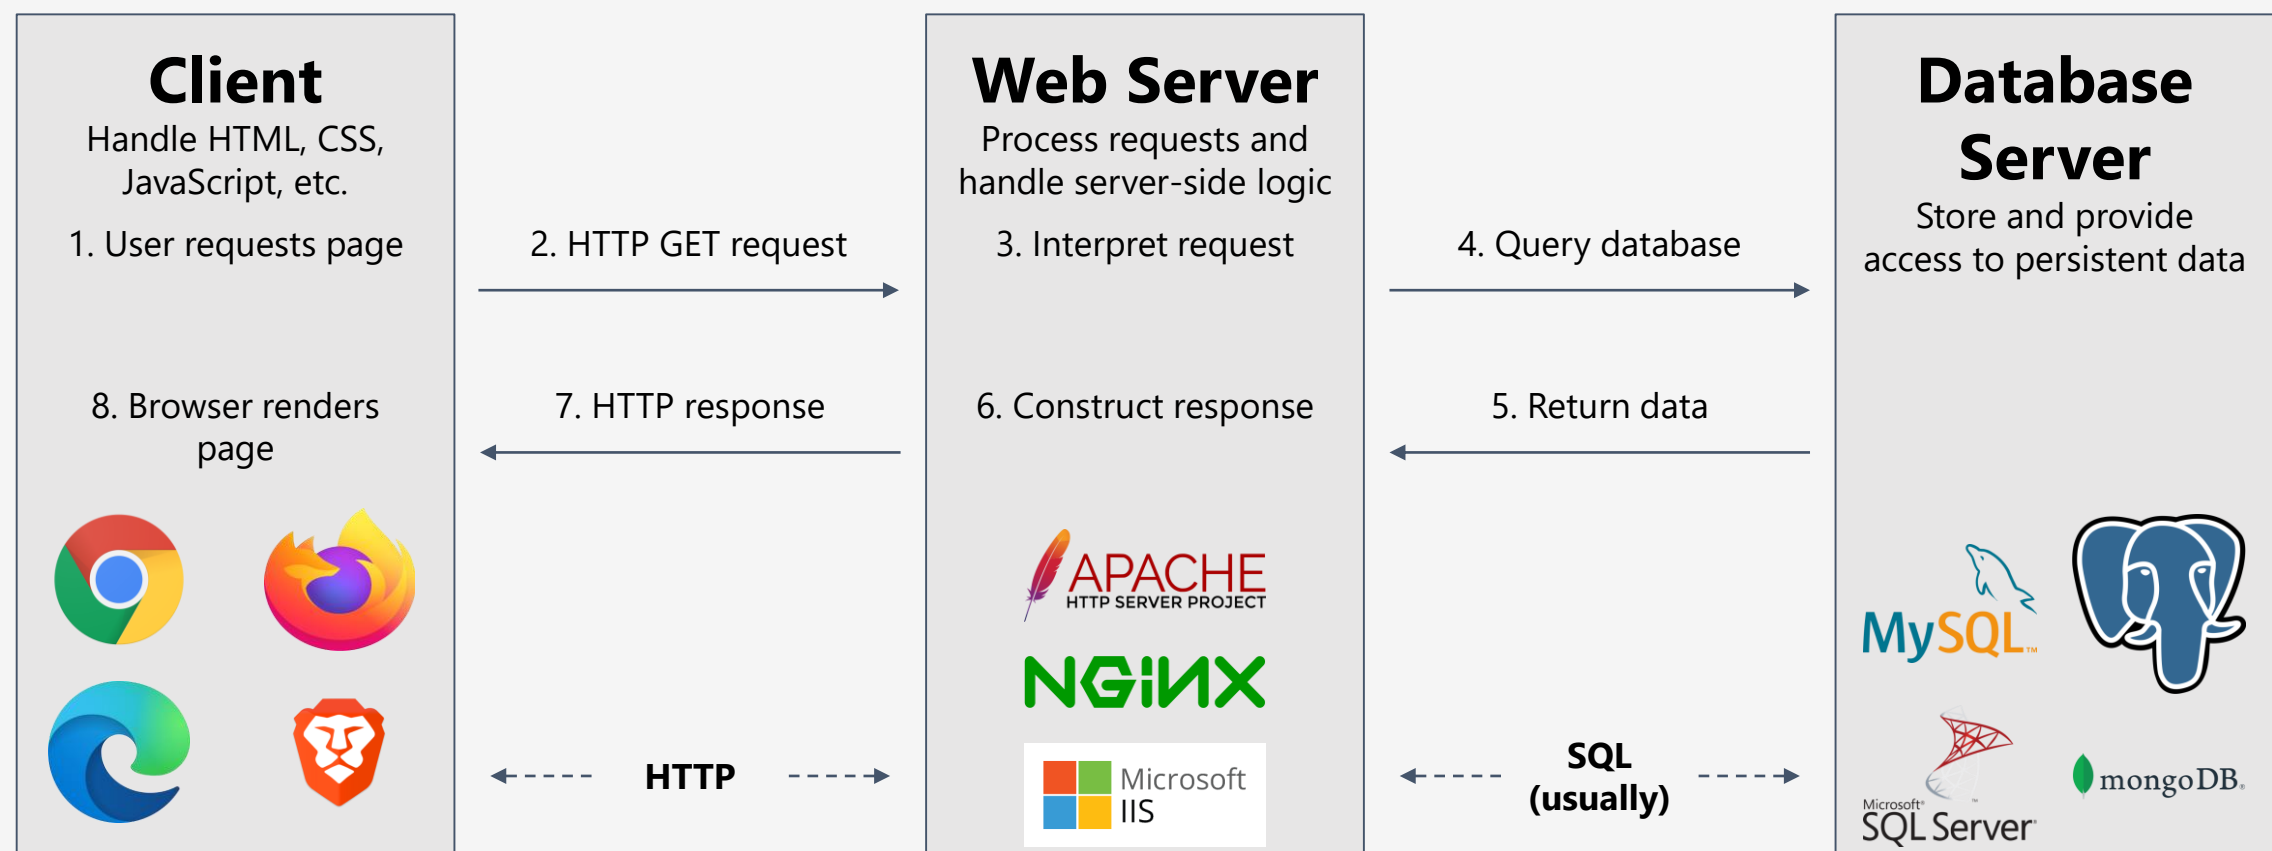 Client
Handle HTML, CSS,
JavaScript, etc.
1. User requests page
8. Browser renders
page
2. HTTP GET request
7. HTTP response
HTTP
Web Server
Process requests and
handle server-side logic
3. Interpret request
6. Construct response
APACHE
HTTP SERVER PROJECT
NGiNX
Microsoft
IIS
4. Query database
5. Return data
SQL
(usually)
Database
Server
Store and provide
access to persistent data
MySQL™
Microsoft®
SQL Server®
mongoDB®